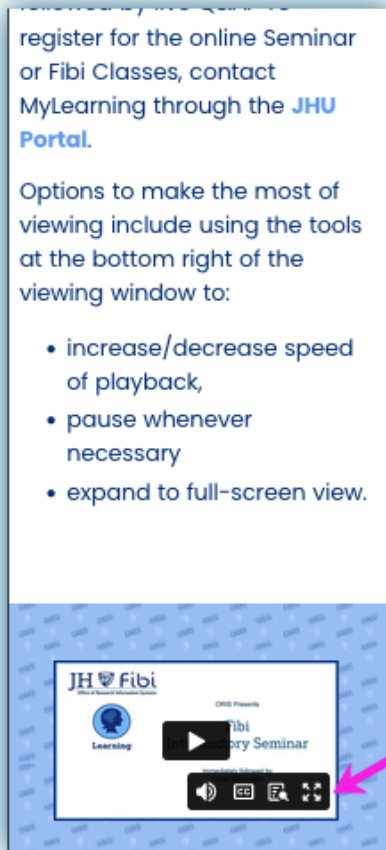 register for the online Seminar
or Fibi Classes, contact
MyLearning through the JHU
Portal.
Options to make the most of
viewing include using the tools
at the bottom right of the
viewing window to:
• increase/decrease speed
of playback,
• pause whenever
necessary
• expand to full-screen view.
JH Fibi
Office of Research Information Systems
Learning
ORIS Presents
Fibi
Seminar
Immediately followed by
CC